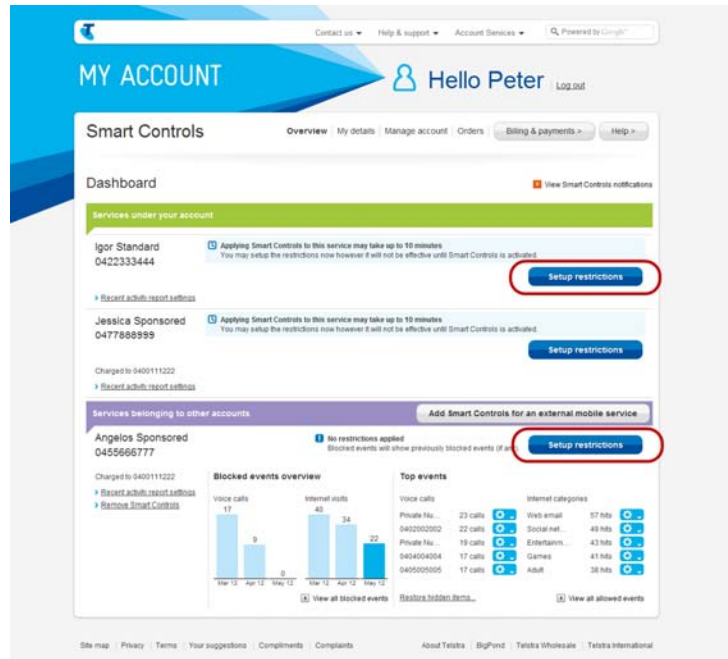 Contact us Help & support Account Services Powered by Google
MY ACCOUNT
Hello Peter Log out
Smart Controls Overview My details Manage account Orders Billing & payments > Help >
Dashboard View Smart Controls notifications
Services under your account
Igor Standard
0422333444
Applying Smart Controls to this service may take up to 10 minutes
You may setup the restrictions now however it will not be effective until Smart Controls is activated.
Setup restrictions
Recent activity report settings
Jessica Sponsored
0477888999
Applying Smart Controls to this service may take up to 10 minutes
You may setup the restrictions now however it will not be effective until Smart Controls is activated.
Setup restrictions
Charged to 0400111222
Recent activity report settings
Services belonging to other accounts Add Smart Controls for an external mobile service
Angelos Sponsored
0455666777
No restrictions applied
Blocked events will show previously blocked events (if any)
Setup restrictions
Charged to 0400111222
Recent activity report settings
Remove Smart Controls
Blocked events overview
Voice calls Internet visits
17 9 0 40 34 22
Mar 12 Apr 12 May 12 Mar 12 Apr 12 May 12
View all blocked events
Top events
Voice calls Internet categories
Private Nu... 23 calls Web email 57 hits
0402002002 22 calls Social net... 49 hits
Private Nu... 19 calls Entertainm... 43 hits
0404004004 17 calls Games 41 hits
0405005005 17 calls Adult 38 hits
Restore hidden items... View all allowed events
Site map Privacy Terms Your suggestions Compliments Complaints About Telstra BigPond Telstra Wholesale Telstra International